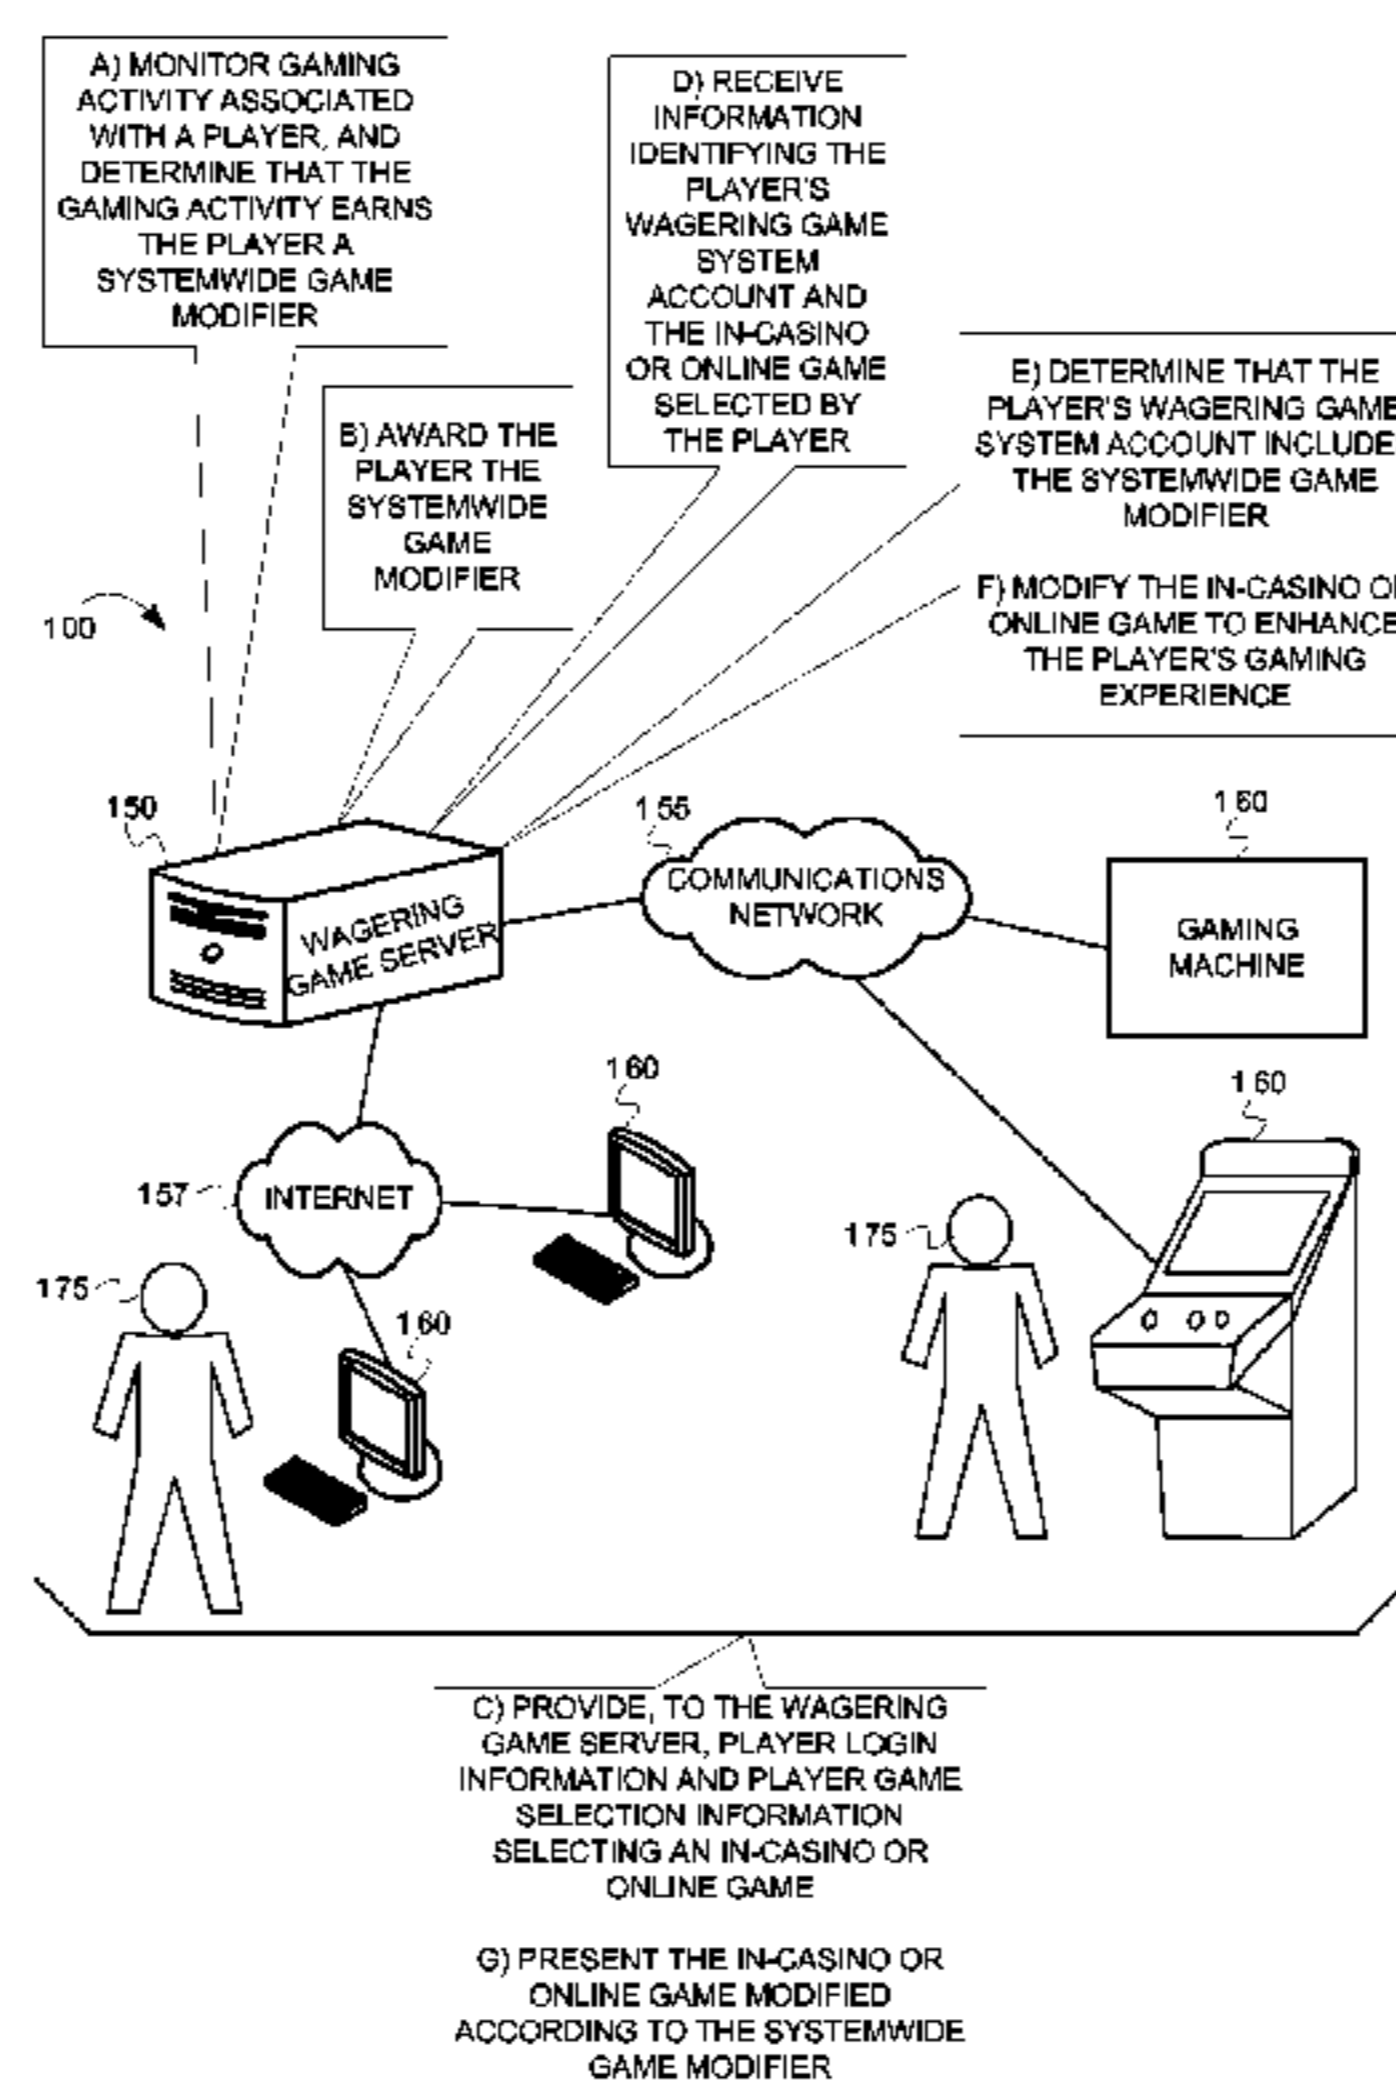 A) MONITOR GAMING
ACTIVITY ASSOCIATED
WITH A PLAYER, AND
DETERMINE THAT THE
GAMING ACTIVITY EARNS
THE PLAYER A
SYSTEMWIDE GAME
MODIFIER
B) AWARD THE
PLAYER THE
SYSTEMWIDE
GAME
MODIFIER
D) RECEIVE
INFORMATION
IDENTIFYING THE
PLAYER'S
WAGERING GAME
SYSTEM
ACCOUNT AND
THE IN-CASINO
OR ONLINE GAME
SELECTED BY
THE PLAYER
E) DETERMINE THAT THE
PLAYER'S WAGERING GAME
SYSTEM ACCOUNT INCLUDE
THE SYSTEMWIDE GAME
MODIFIER
F) MODIFY THE IN-CASINO O
ONLINE GAME TO ENHANCE
THE PLAYER'S GAMING
EXPERIENCE
100
150
155
160
WAGERING
GAME SERVER
COMMUNICATIONS
NETWORK
GAMING
MACHINE
160
160
157
INTERNET
175
175
160
C) PROVIDE, TO THE WAGERING
GAME SERVER, PLAYER LOGIN
INFORMATION AND PLAYER GAME
SELECTION INFORMATION
SELECTING AN IN-CASINO OR
ONLINE GAME
G) PRESENT THE IN-CASINO OR
ONLINE GAME MODIFIED
ACCORDING TO THE SYSTEMWIDE
GAME MODIFIER